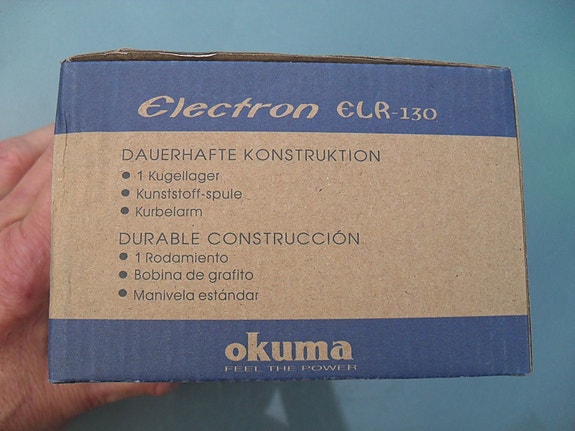 Electron ELR-130
DAUERHAFTE KONSTRUKTION
● 1 Kugellager
● Kunststoff-spule
● Kurbelarm
DURABLE CONSTRUCCIÓN
● 1 Rodamiento
● Bobina de grafito
● Manivela estándar
okuma
FEEL THE POWER